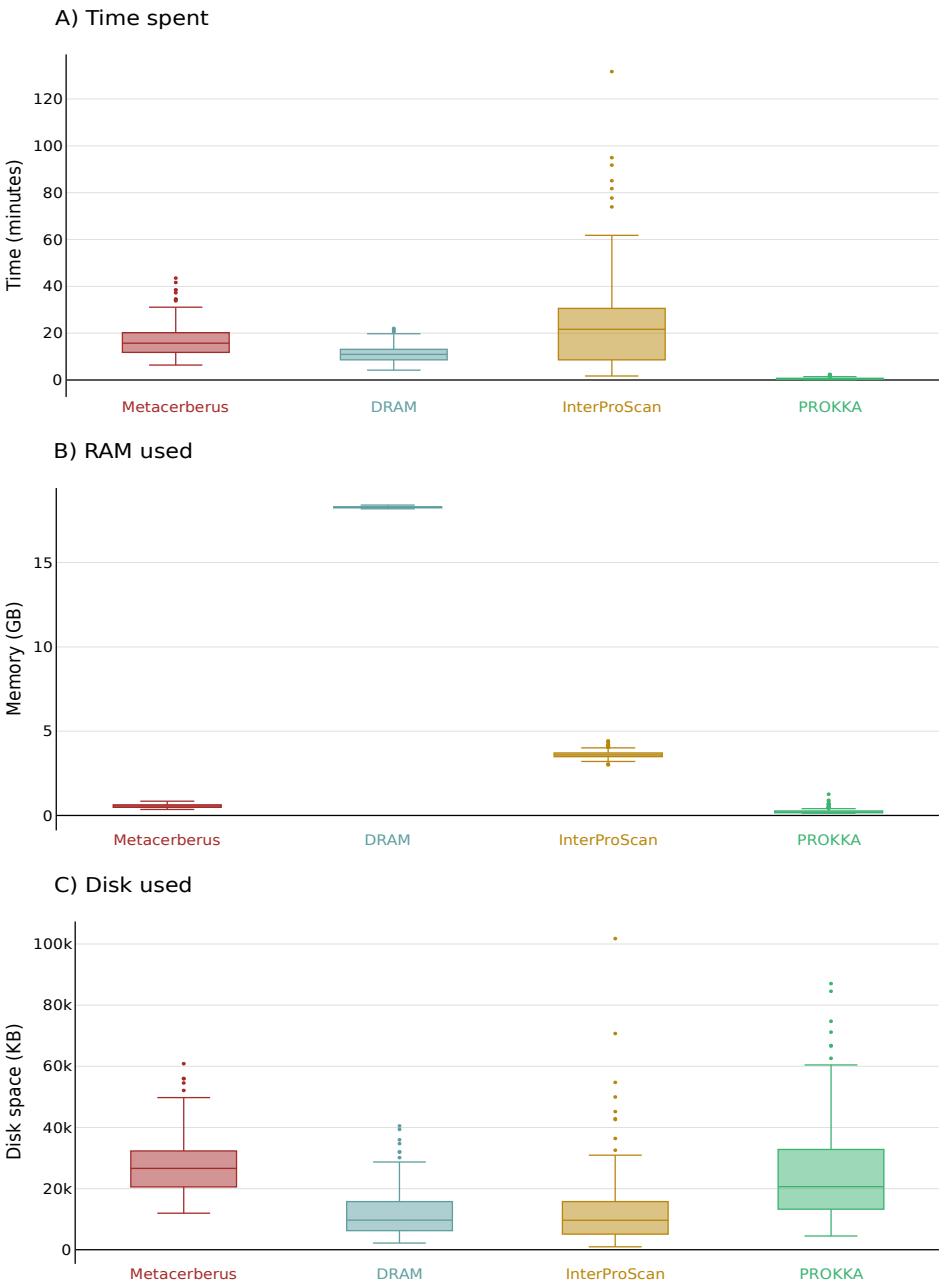 A) Time spent
Time (minutes)
120
100
80
60
40
20
0
Metacerberus DRAM InterProScan PROKKA
B) RAM used
Memory (GB)
15
10
5
0
Metacerberus DRAM InterProScan PROKKA
C) Disk used
Disk space (KB)
100k
80k
60k
40k
20k
0
Metacerberus DRAM InterProScan PROKKA